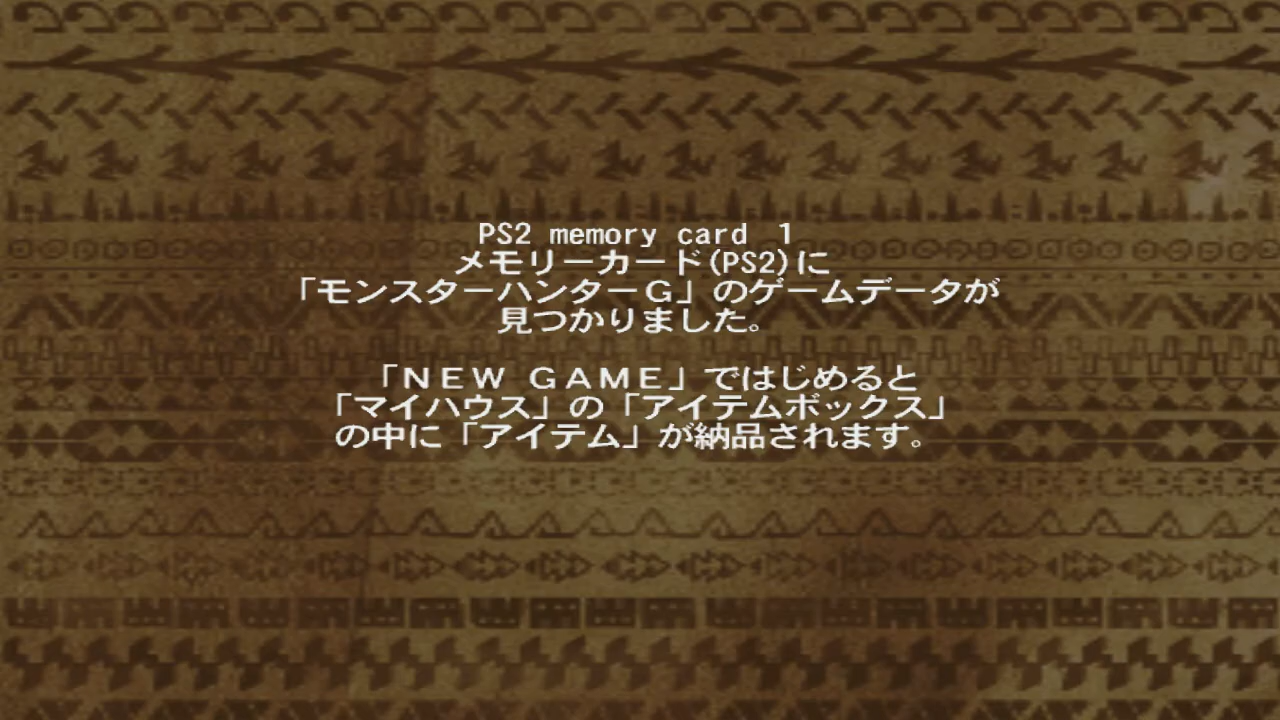 PS2 memory card 1
メモリーカード(PS2)に
「モンスターハンターＧ」のゲームデータが
見つかりました。
「ＮＥＷ ＧＡＭＥ」ではじめると
「マイハウス」の「アイテムボックス」
の中に「アイテム」が納品されます。